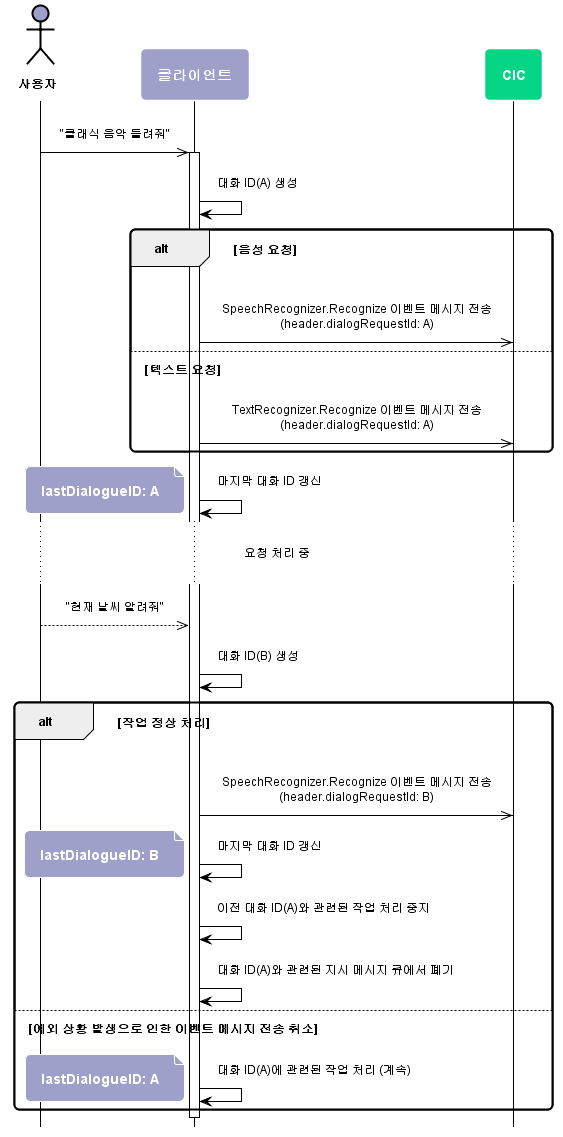 사용자
클라이언트
CIC
"클래식 음악 들려줘"
대화 ID(A) 생성
alt
[음성 요청]
SpeechRecognizer.Recognize 이벤트 메시지 전송
(header.dialogRequestId: A)
[텍스트 요청]
TextRecognizer.Recognize 이벤트 메시지 전송
(header.dialogRequestId: A)
lastDialogueID: A
마지막 대화 ID 갱신
요청 처리 중
"현재 날씨 알려줘"
대화 ID(B) 생성
alt
[작업 정상 처리]
SpeechRecognizer.Recognize 이벤트 메시지 전송
(header.dialogRequestId: B)
lastDialogueID: B
마지막 대화 ID 갱신
이전 대화 ID(A)와 관련된 작업 처리 중지
대화 ID(A)와 관련된 지시 메시지 큐에서 폐기
[예외 상황 발생으로 인한 이벤트 메시지 전송 취소]
lastDialogueID: A
대화 ID(A)에 관련된 작업 처리 (계속)